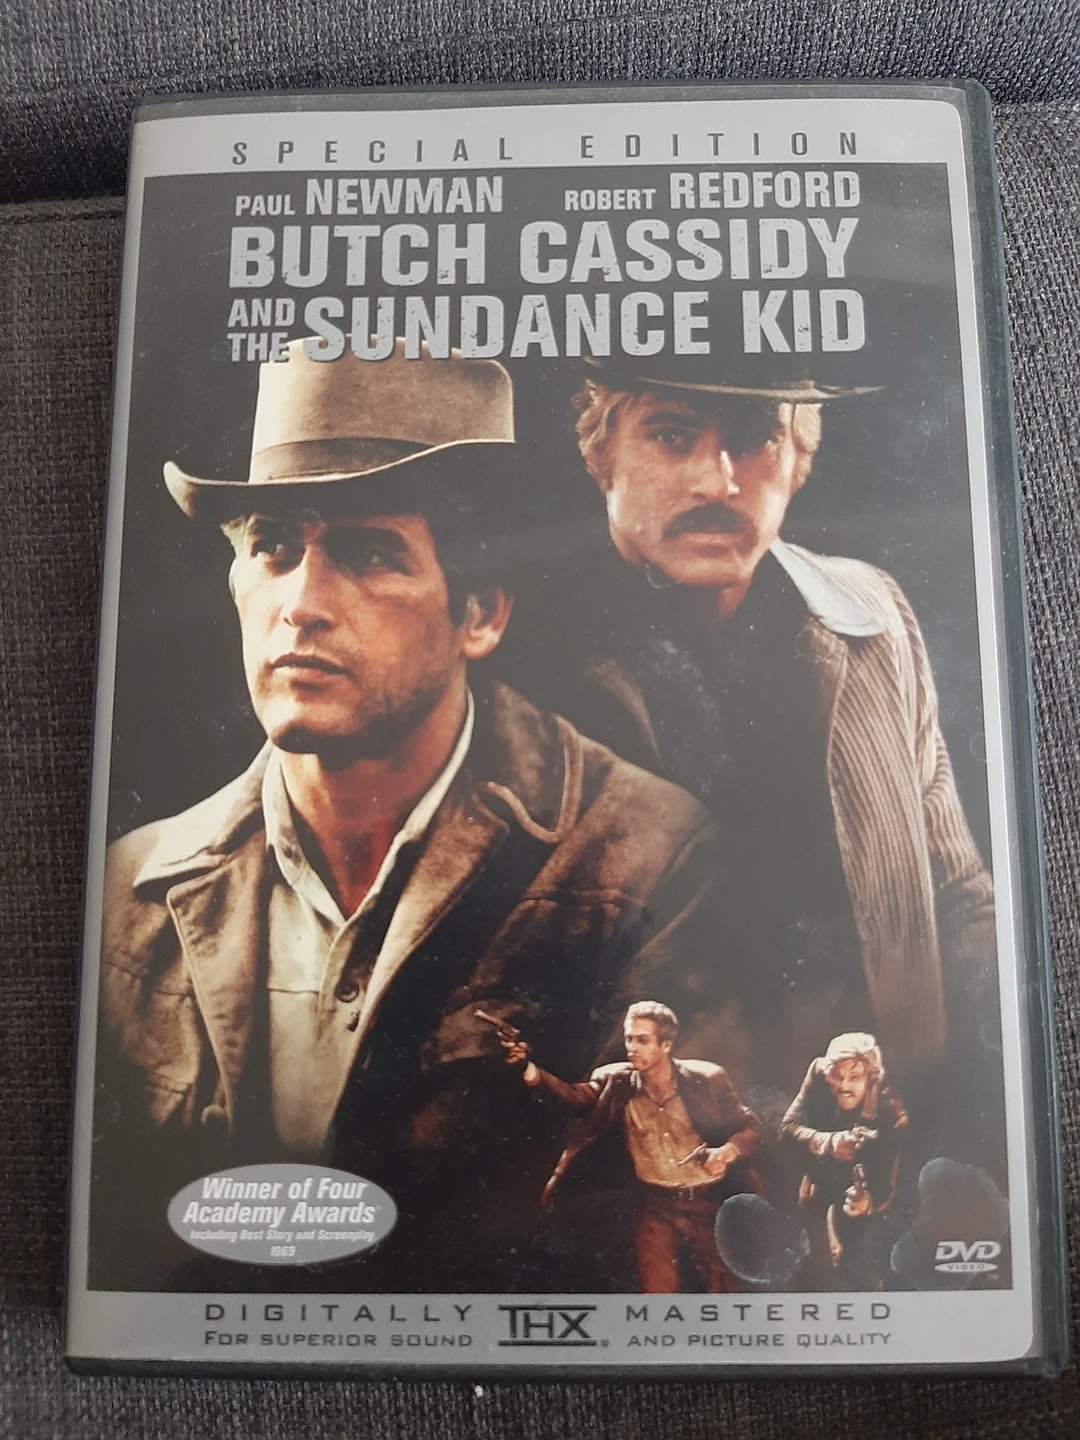 SPECIAL EDITION
PAUL NEWMAN ROBERT REDFORD
BUTCH CASSIDY
AND THE SUNDANCE KID
Winner of Four
Academy Awards
Including Best Story and Screenplay
1969
DVD
VIDEO
DIGITALLY THX MASTERED
FOR SUPERIOR SOUND AND PICTURE QUALITY